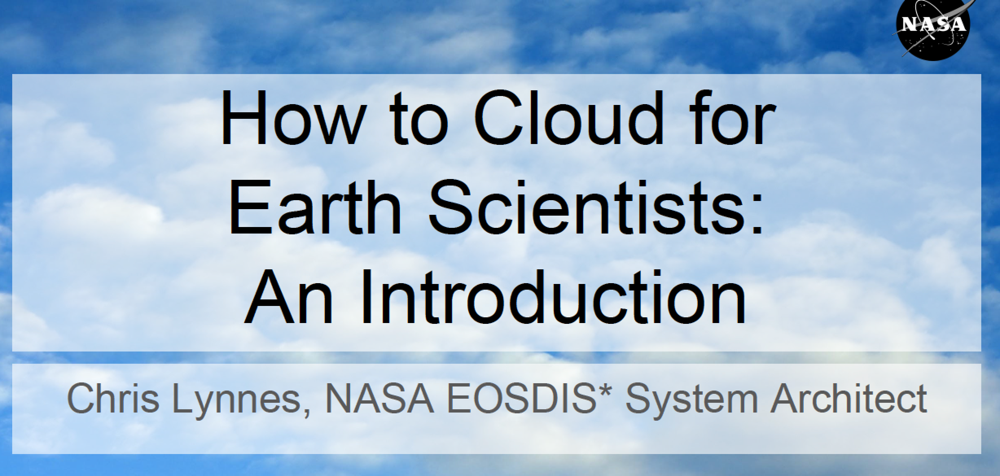 NASA
How to Cloud for
Earth Scientists:
An Introduction
Chris Lynnes, NASA EOSDIS* System Architect